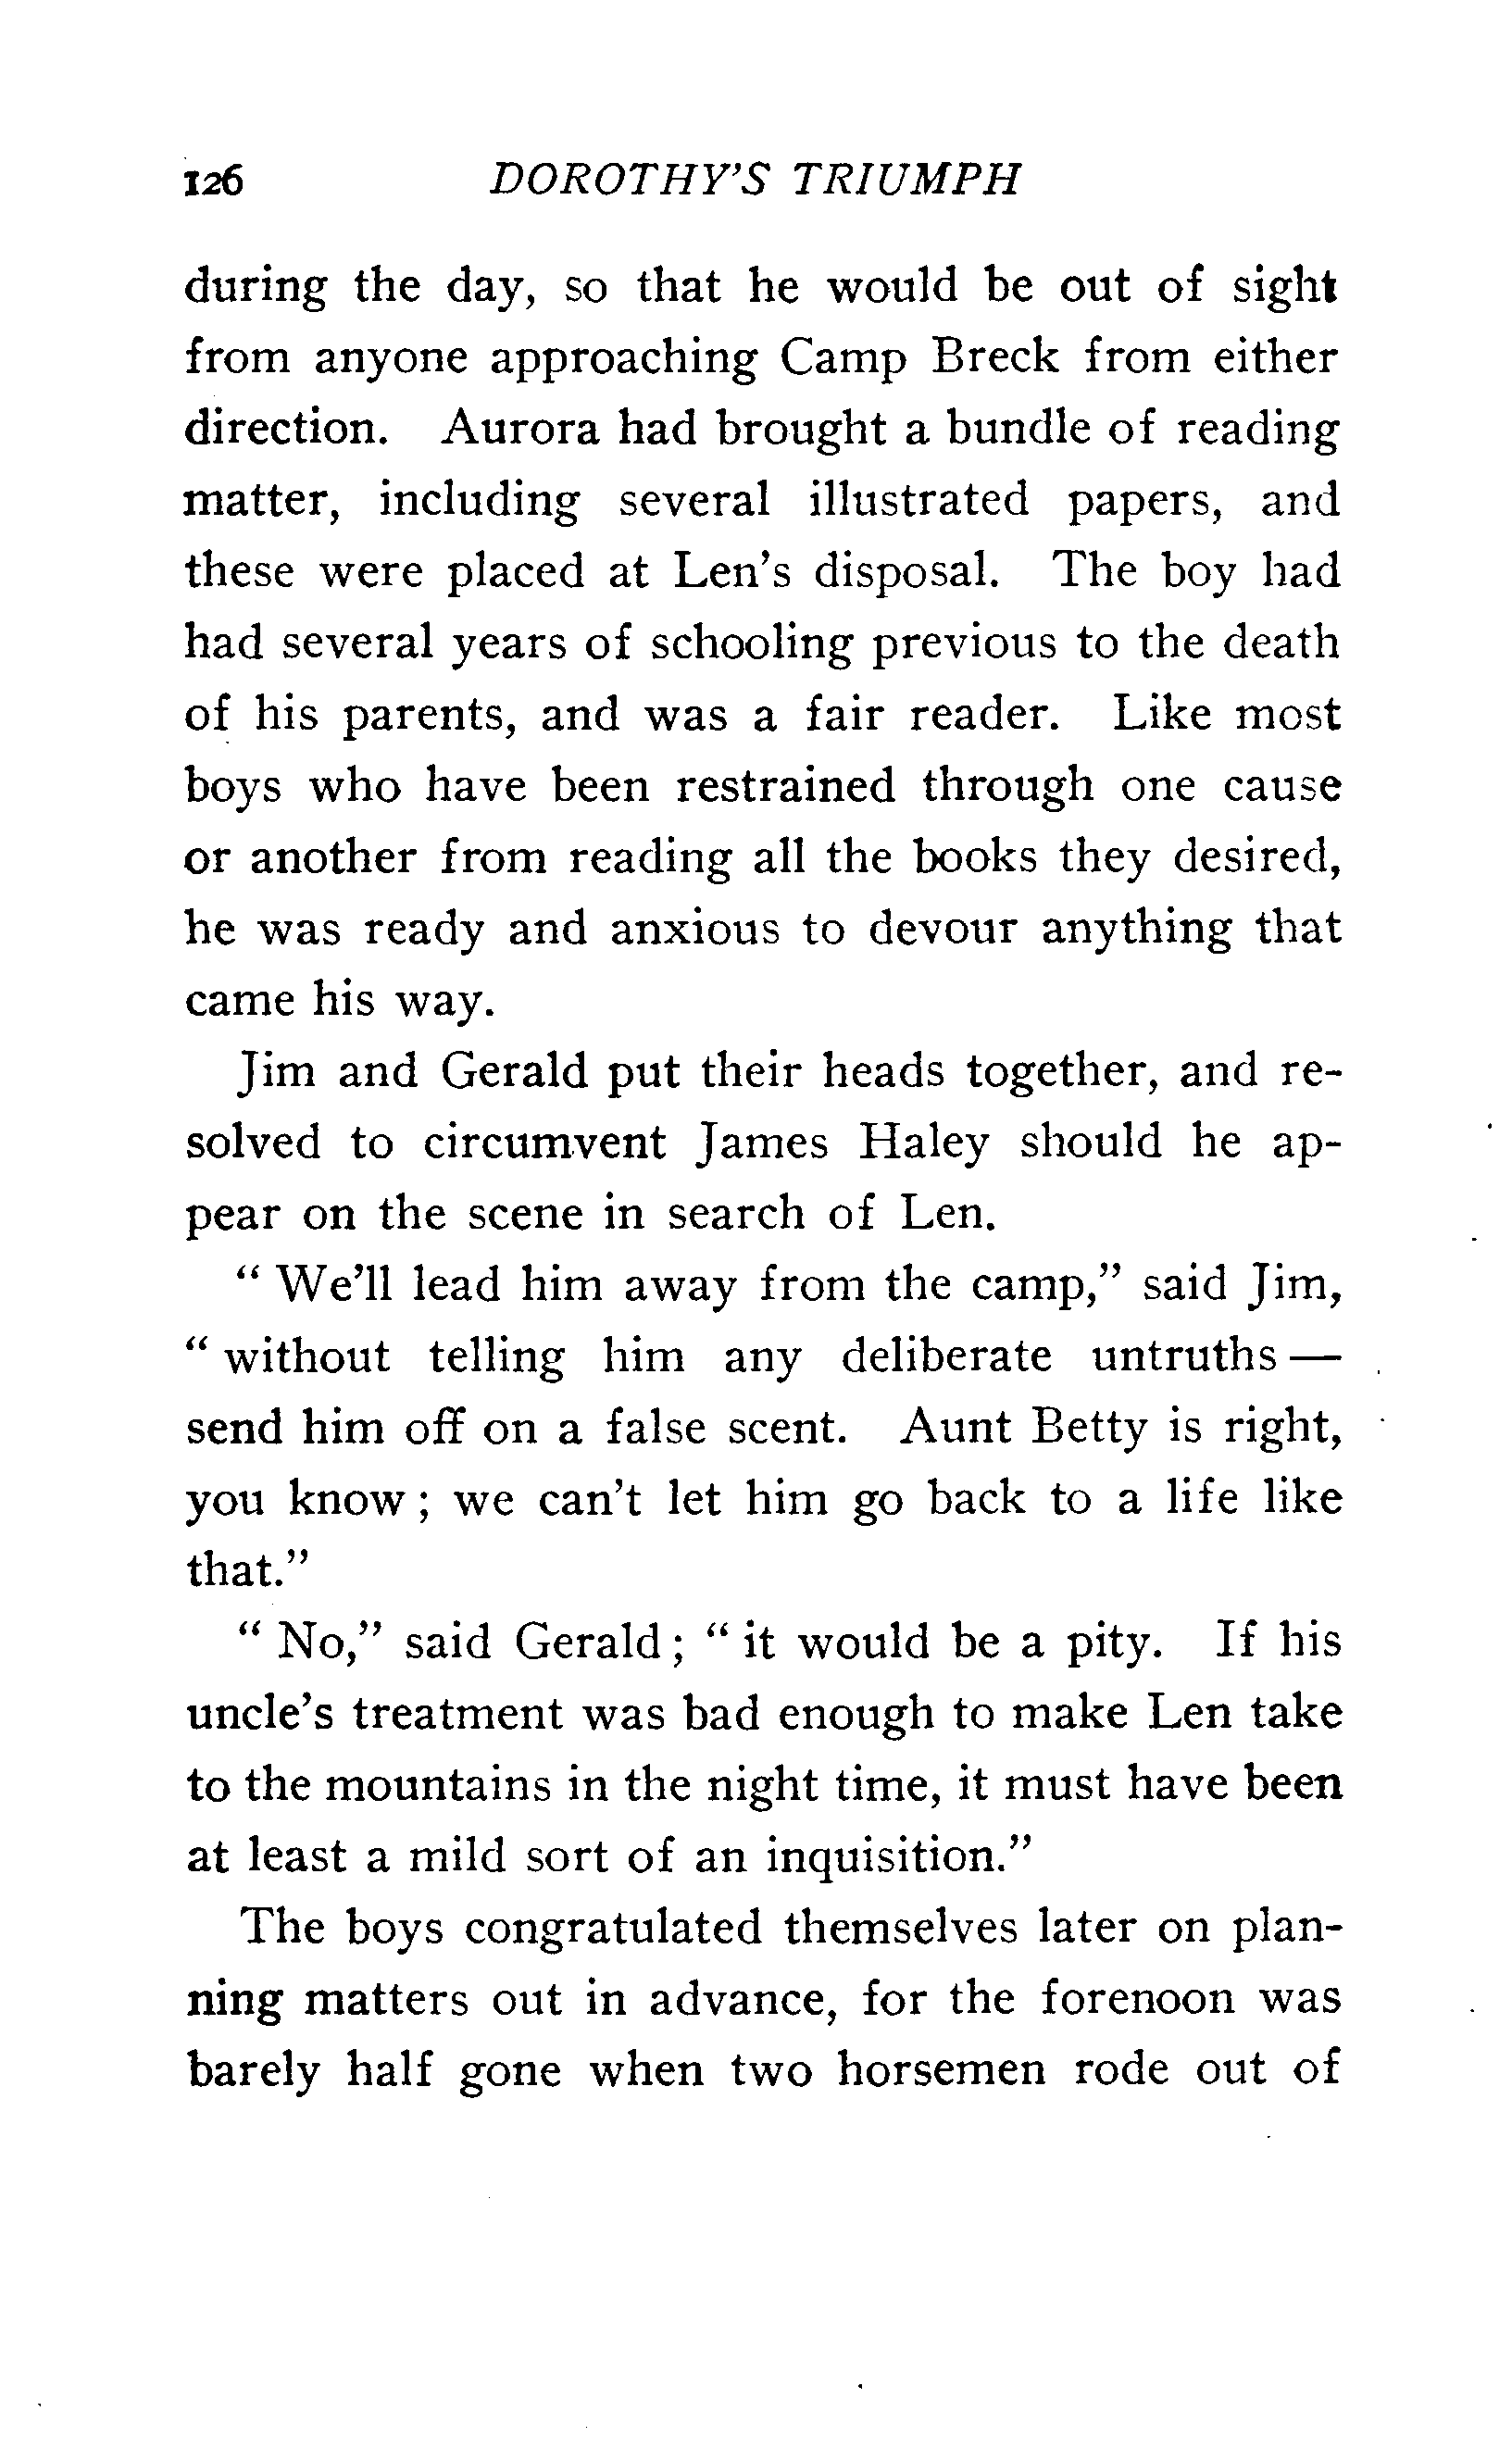 126 DOROTHY'S TRIUMPH
during the day, so that he would be out of sight
from anyone approaching Camp Breck from either
direction. Aurora had brought a bundle of reading
matter, including several illustrated papers, and
these were placed at Len's disposal. The boy had
had several years of schooling previous to the death
of his parents, and was a fair reader. Like most
boys who have been restrained through one cause
or another from reading all the books they desired,
he was ready and anxious to devour anything that
came his way.
Jim and Gerald put their heads together, and re-
solved to circumvent James Haley should he ap-
pear on the scene in search of Len.
" We'll lead him away from the camp," said Jim,
" without telling him any deliberate untruths —
send him off on a false scent. Aunt Betty is right,
you know ; we can't let him go back to a life like
that."
" No," said Gerald ; " it would be a pity. If his
uncle's treatment was bad enough to make Len take
to the mountains in the night time, it must have been
at least a mild sort of an inquisition."
The boys congratulated themselves later on plan-
ning matters out in advance, for the forenoon was
barely half gone when two horsemen rode out of